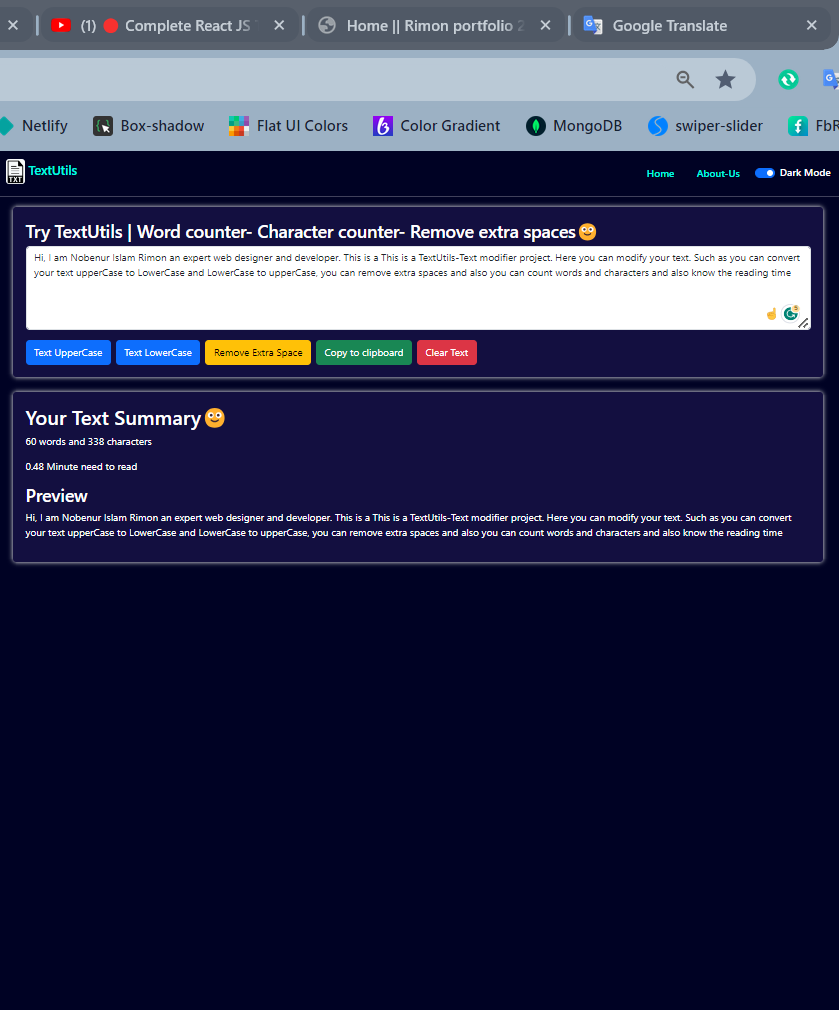 (1) Complete React JS
Home || Rimon portfolio 2
Google Translate
Netlify
Box-shadow
Flat UI Colors
Color Gradient
MongoDB
swiper-slider
FbR
TXT
TextUtils
Home
About-Us
Dark Mode
Try TextUtils | Word counter- Character counter- Remove extra spaces
Hi, I am Nobenur Islam Rimon an expert web designer and developer. This is a This is a TextUtils-Text modifier project. Here you can modify your text. Such as you can convert
your text upperCase to LowerCase and LowerCase to upperCase, you can remove extra spaces and also you can count words and characters and also know the reading time
Text UpperCase
Text LowerCase
Remove Extra Space
Copy to clipboard
Clear Text
Your Text Summary
60 words and 338 characters
0.48 Minute need to read
Preview
Hi, I am Nobenur Islam Rimon an expert web designer and developer. This is a This is a TextUtils-Text modifier project. Here you can modify your text. Such as you can convert
your text upperCase to LowerCase and LowerCase to upperCase, you can remove extra spaces and also you can count words and characters and also know the reading time